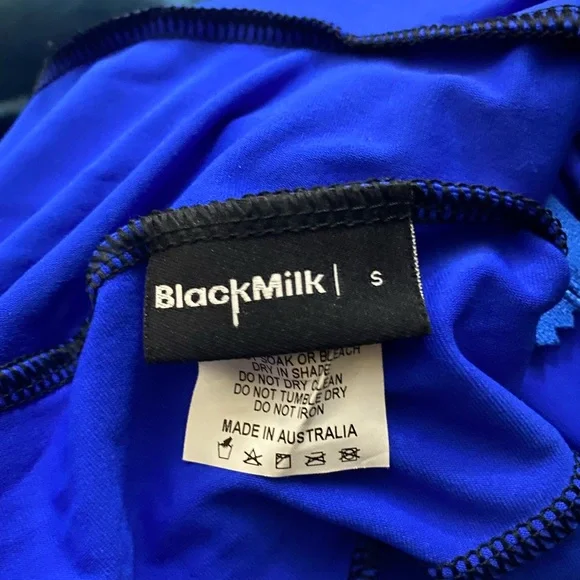 BlackMilk | S
SOAK OR BLEACH
DRY IN SHADE
DO NOT DRY CLEAN
DO NOT TUMBLE DRY
DO NOT IRON
MADE IN AUSTRALIA